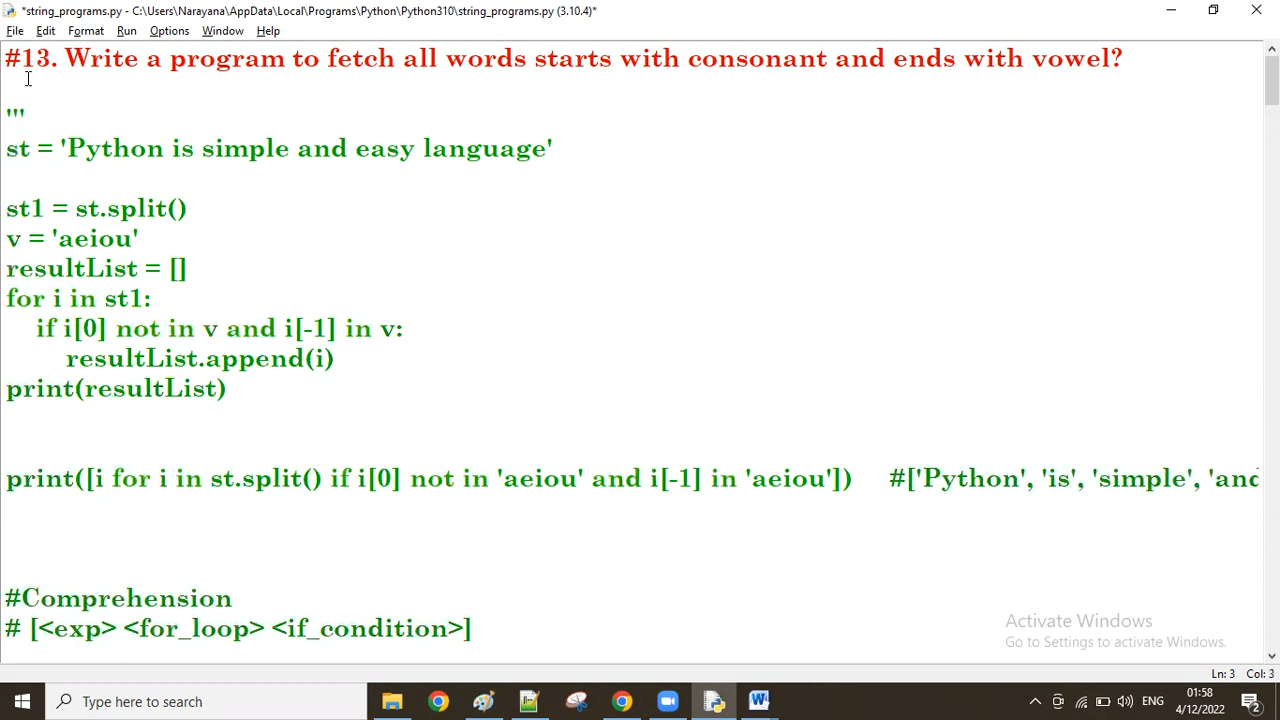 *string_programs.py - C:\Users\Narayana\AppData\Local\Programs\Python\Python310\string_programs.py (3.10.4)*
File Edit Format Run Options Window Help
#13. Write a program to fetch all words starts with consonant and ends with vowel?
'''
st = 'Python is simple and easy language'
st1 = st.split()
v = 'aeiou'
resultList = []
for i in st1:
    if i[0] not in v and i[-1] in v:
        resultList.append(i)
print(resultList)
print([i for i in st.split() if i[0] not in 'aeiou' and i[-1] in 'aeiou']) #['Python', 'is', 'simple', 'and
#Comprehension
# [<exp> <for_loop> <if_condition>]
Activate Windows
Go to Settings to activate Windows.
Ln: 3 Col: 3
Type here to search
ENG
01:58
4/12/2022
2